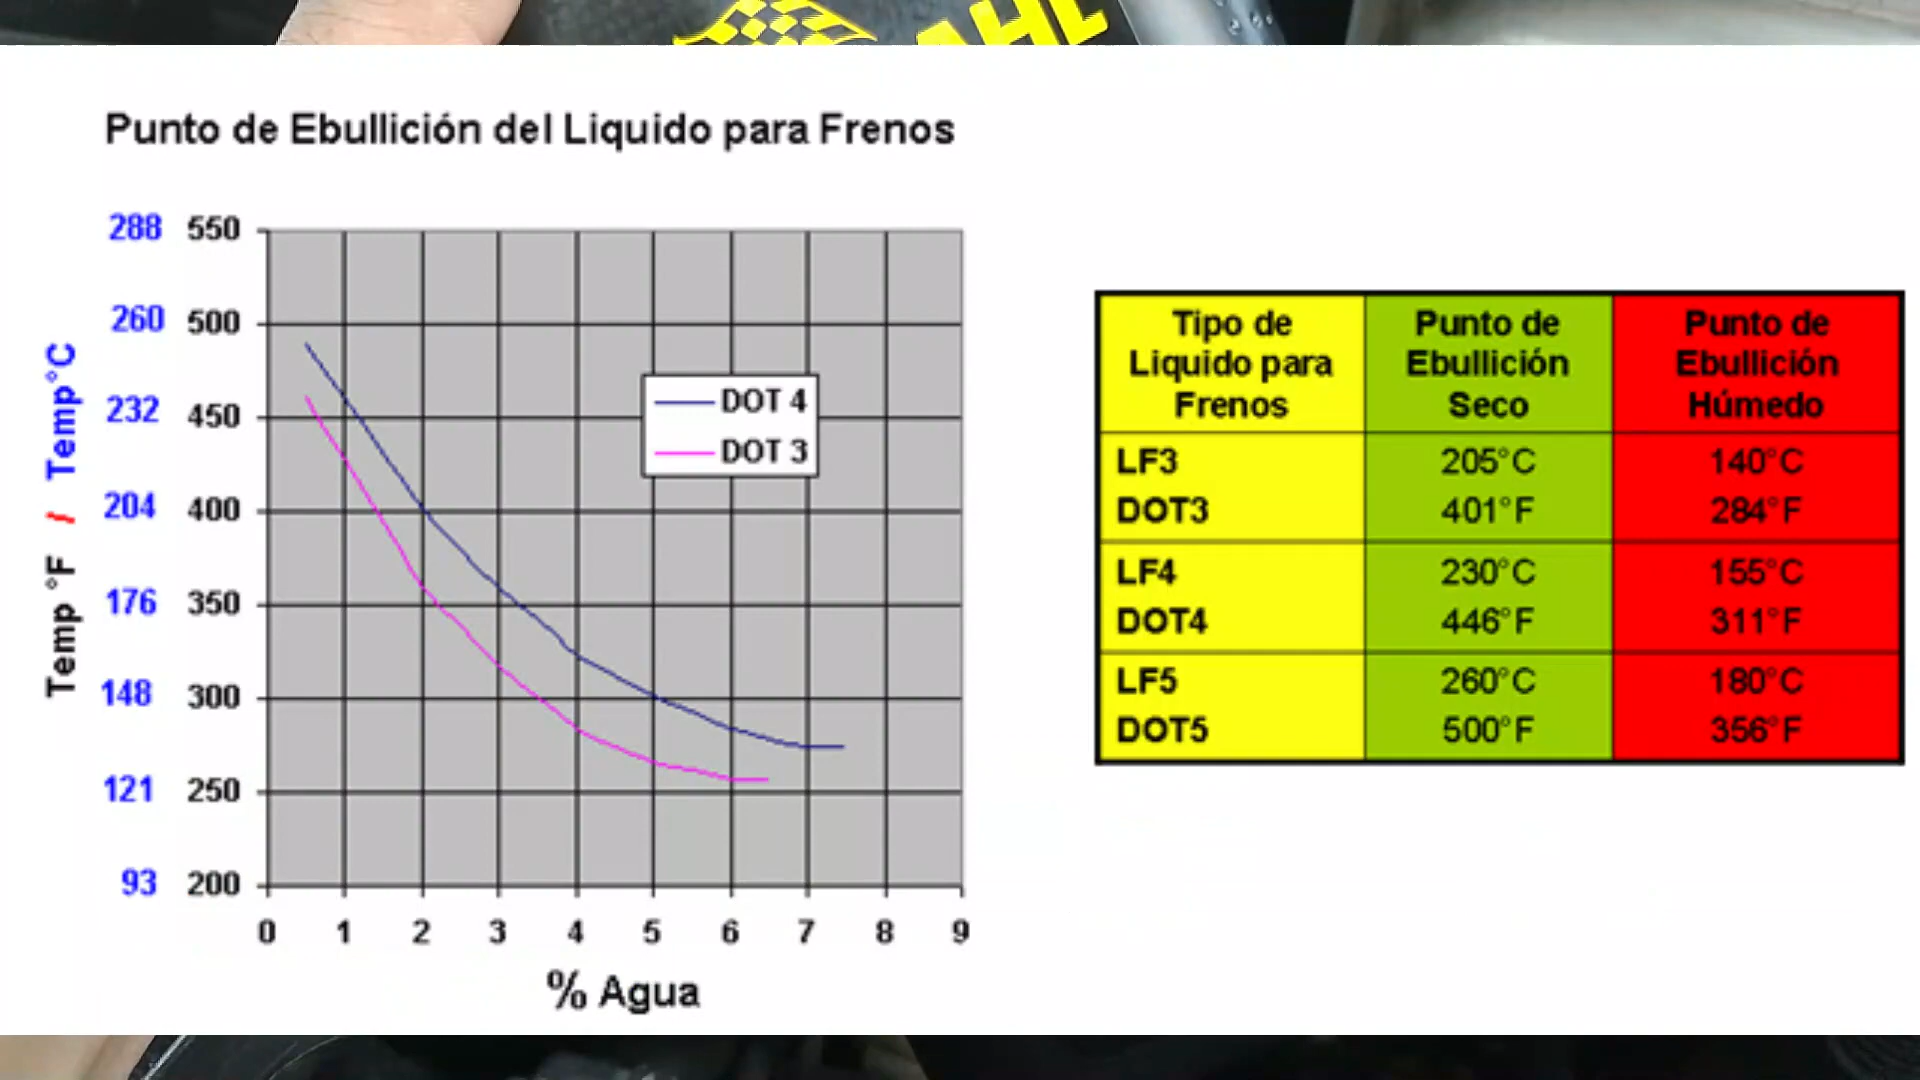 AHL
Punto de Ebullición del Liquido para Frenos
288 550
260 500
232 450
204 400
176 350
148 300
121 250
93 200
Temp °F / Temp°C
DOT 4
DOT 3
0 1 2 3 4 5 6 7 8 9
% Agua
Tipo de Liquido para Frenos
Punto de Ebullición Seco
Punto de Ebullición Húmedo
LF3 205°C 140°C
DOT3 401°F 284°F
LF4 230°C 155°C
DOT4 446°F 311°F
LF5 260°C 180°C
DOT5 500°F 356°F